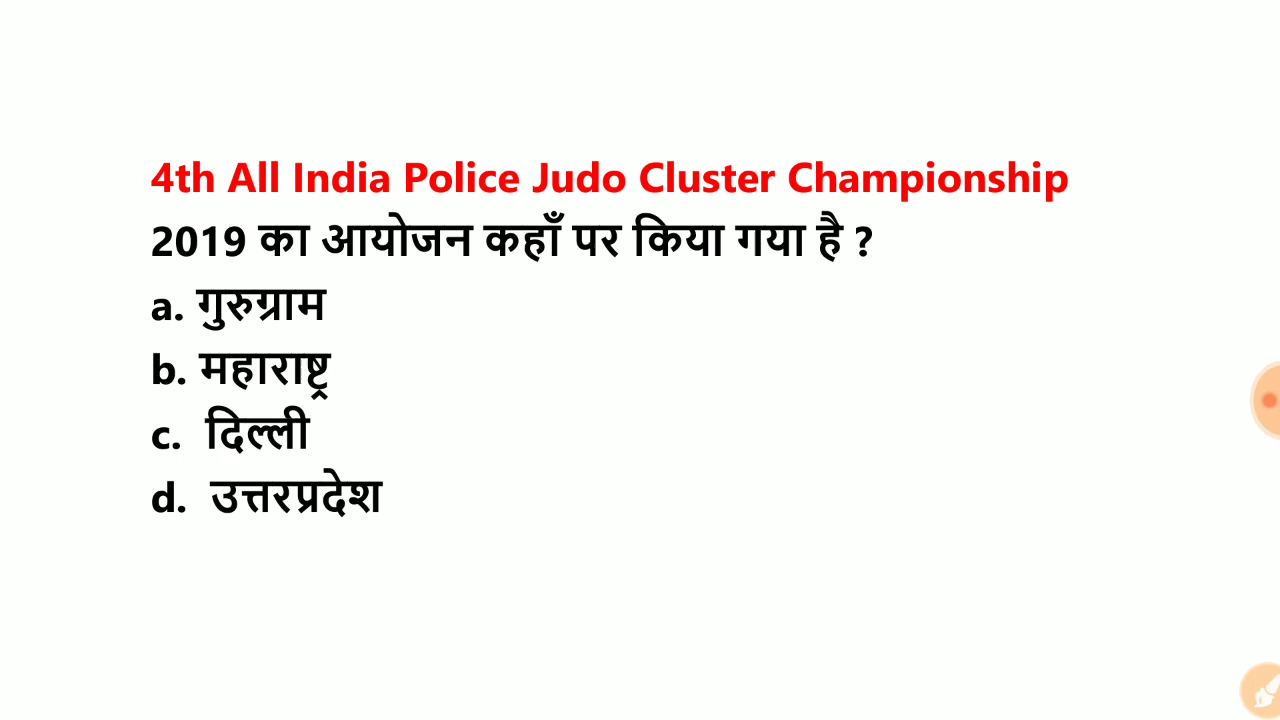 4th All India Police Judo Cluster Championship
2019 का आयोजन कहाँ पर किया गया है ?
a. गुरुग्राम
b. महाराष्ट्र
c. दिल्ली
d. उत्तरप्रदेश